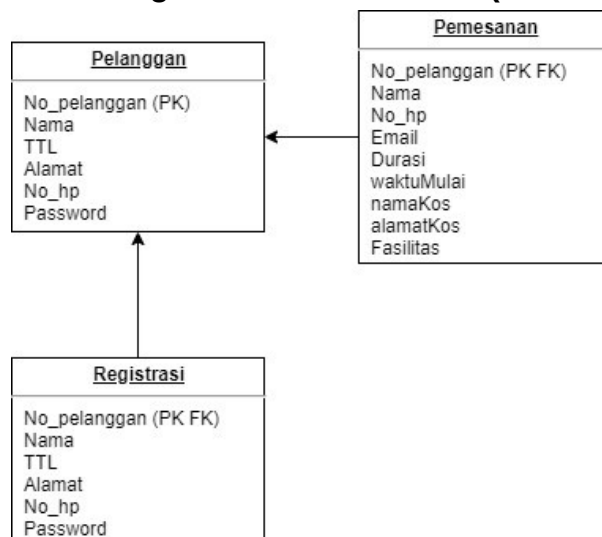 Pelanggan
No_pelanggan (PK)
Nama
TTL
Alamat
No_hp
Password
Pemesanan
No_pelanggan (PK FK)
Nama
No_hp
Email
Durasi
waktuMulai
namaKos
alamatKos
Fasilitas
Registrasi
No_pelanggan (PK FK)
Nama
TTL
Alamat
No_hp
Password